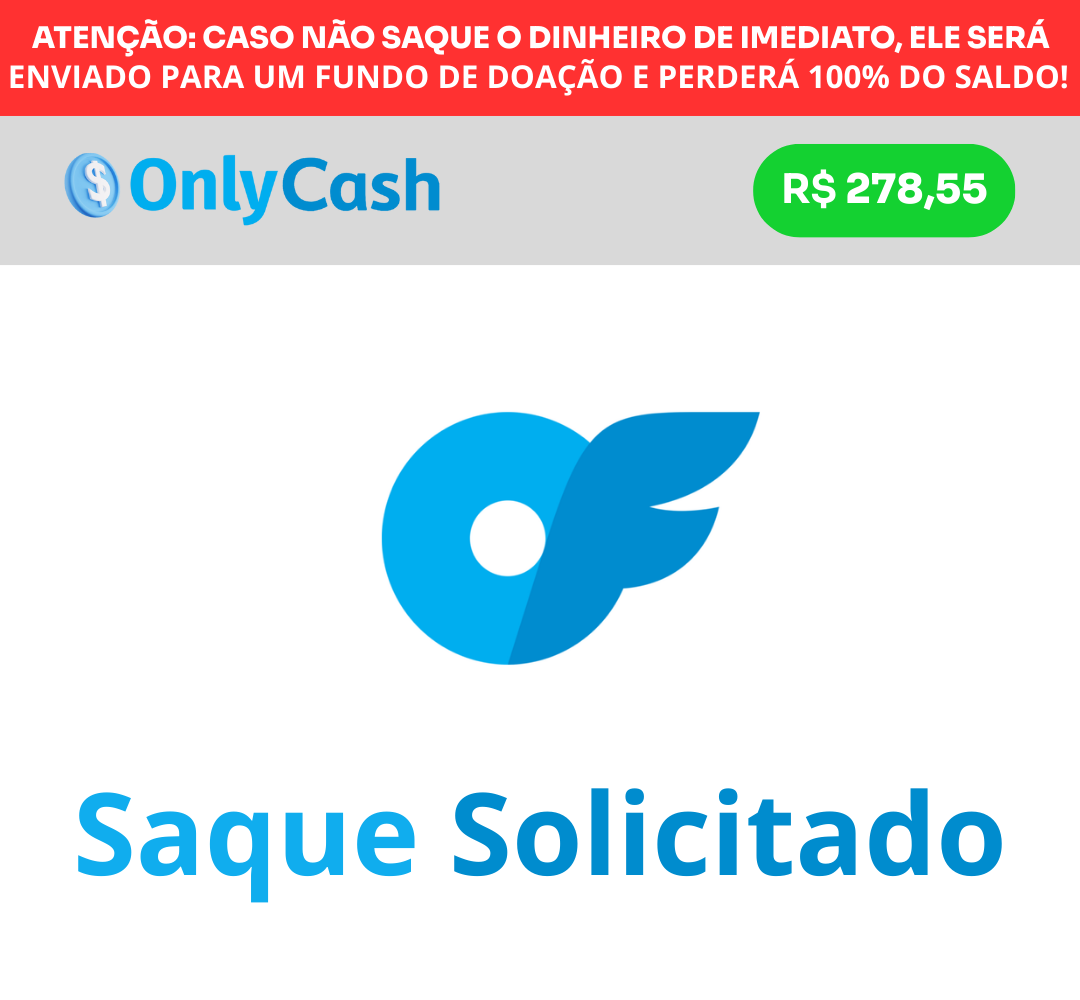 ATENÇÃO: CASO NÃO SAQUE O DINHEIRO DE IMEDIATO, ELE SERÁ
ENVIADO PARA UM FUNDO DE DOAÇÃO E PERDERÁ 100% DO SALDO!
OnlyCash
R$ 278,55
Saque Solicitado